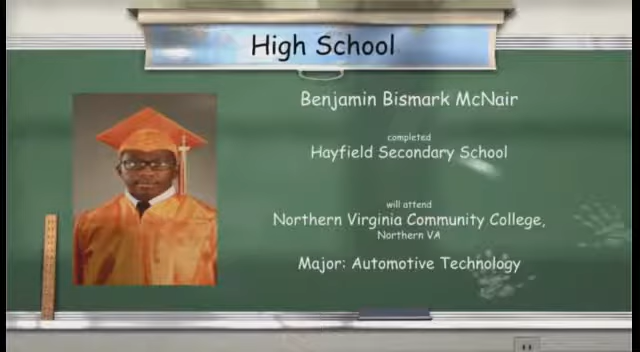 High School
Benjamin Bismark McNair
completed
Hayfield Secondary School
will attend
Northern Virginia Community College,
Northern VA
Major: Automotive Technology